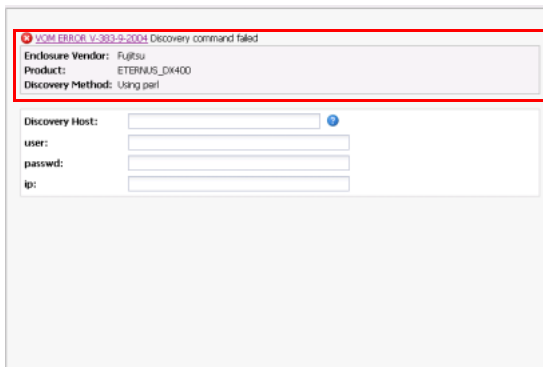 VOM ERROR V-383-9-2004 Discovery command failed
Enclosure Vendor: Fujitsu
Product: ETERNUS_DX400
Discovery Method: Using perl
Discovery Host: ?
user:
passwd:
ip: